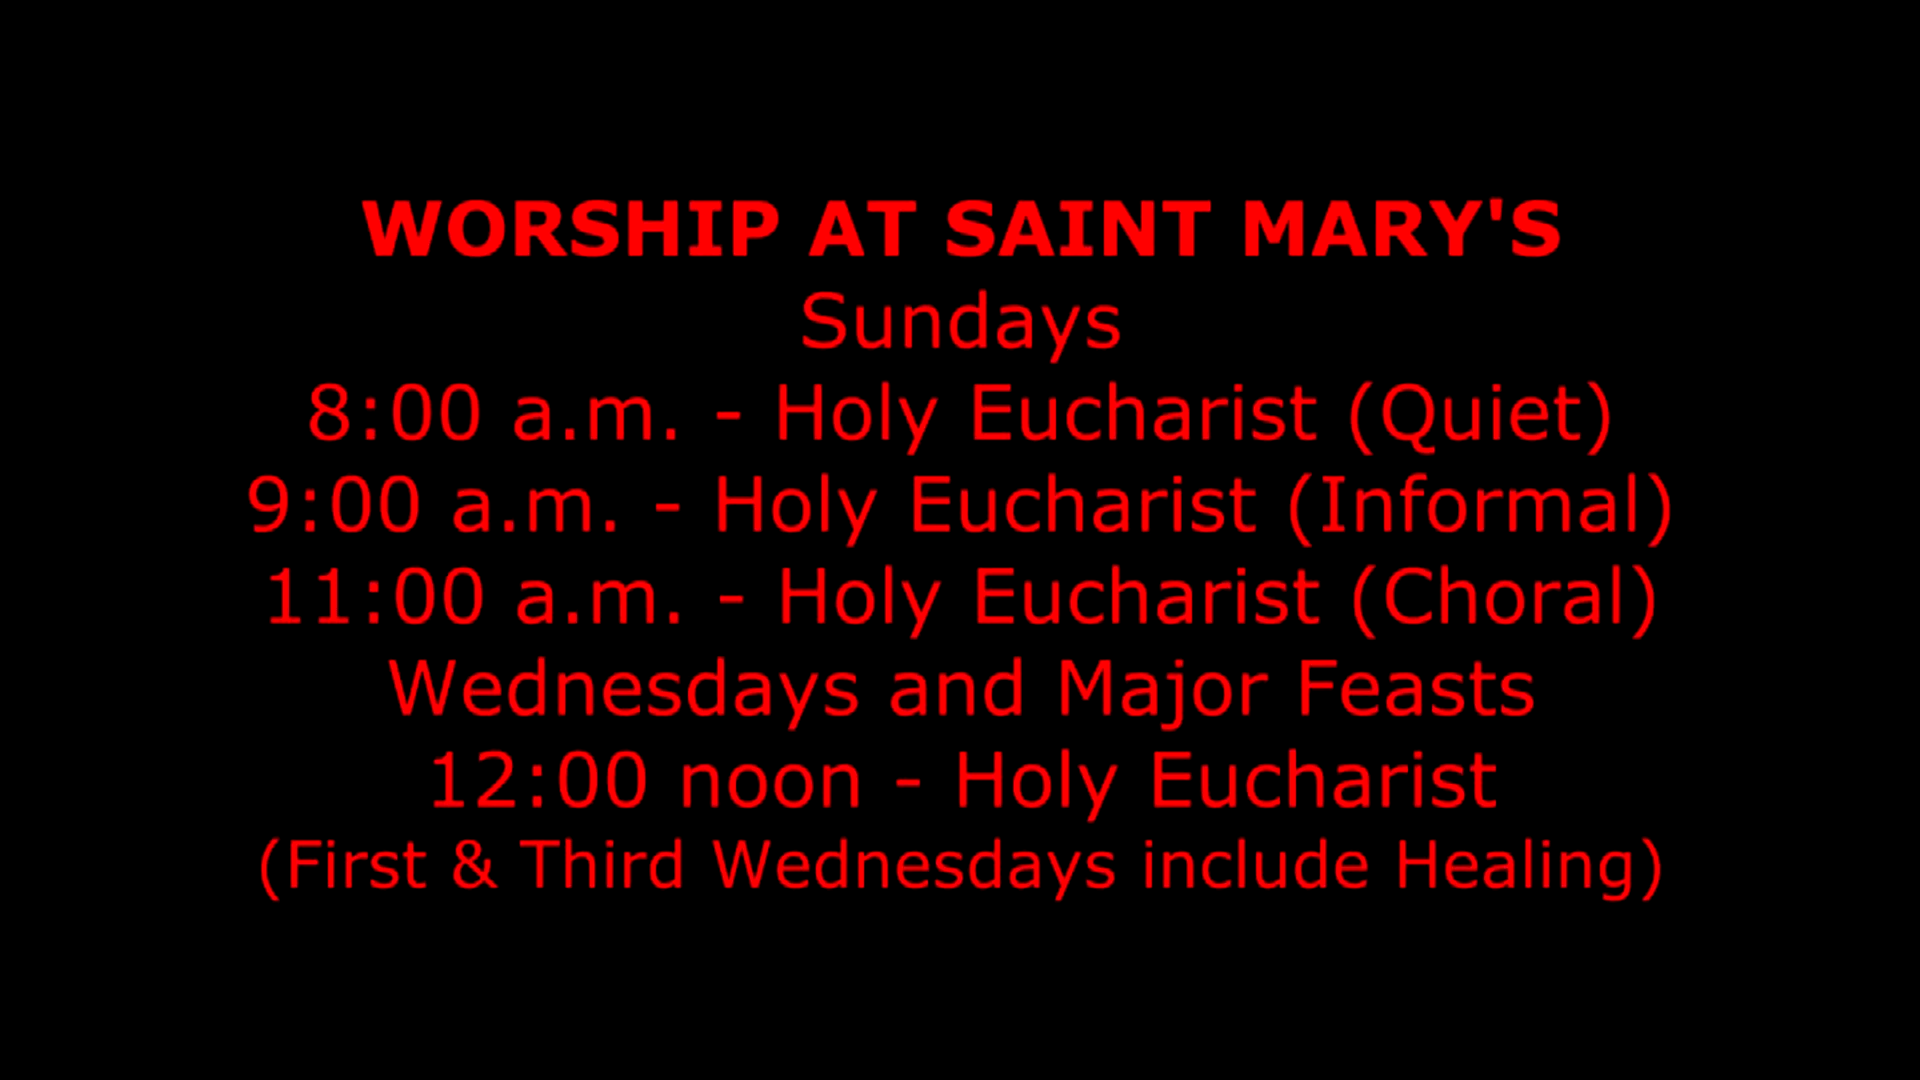 WORSHIP AT SAINT MARY'S
Sundays
8:00 a.m. - Holy Eucharist (Quiet)
9:00 a.m. - Holy Eucharist (Informal)
11:00 a.m. - Holy Eucharist (Choral)
Wednesdays and Major Feasts
12:00 noon - Holy Eucharist
(First & Third Wednesdays include Healing)